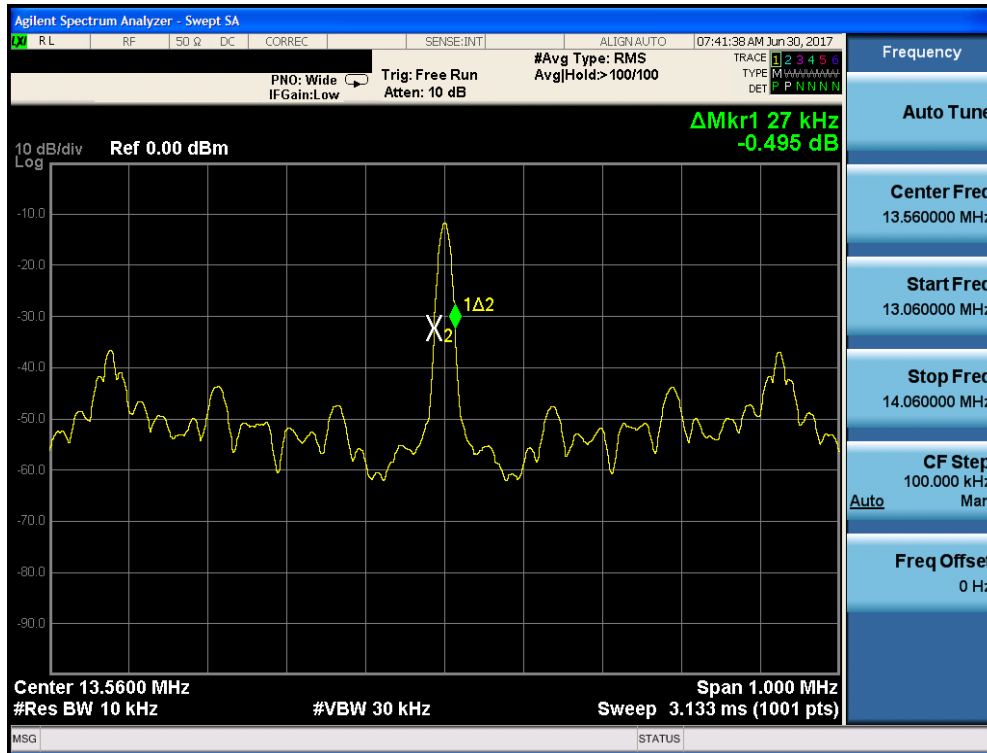 Agilent Spectrum Analyzer - Swept SA
LXI RL RF 50 Ω DC CORREC SENSE:INT ALIGN AUTO 07:41:38 AM Jun 30, 2017
PNO: Wide
IFGain:Low
Trig: Free Run
Atten: 10 dB
#Avg Type: RMS
Avg|Hold:>100/100
TRACE 1 2 3 4 5 6
TYPE M WWWWW
DET P P N N N N
ΔMkr1 27 kHz
-0.495 dB
10 dB/div Ref 0.00 dBm
Log
-10.0
-20.0
-30.0
-40.0
-50.0
-60.0
-70.0
-80.0
-90.0
1Δ2
X2
Center 13.5600 MHz Span 1.000 MHz
#Res BW 10 kHz #VBW 30 kHz Sweep 3.133 ms (1001 pts)
MSG STATUS
Frequency
Auto Tune
Center Freq
13.560000 MHz
Start Freq
13.060000 MHz
Stop Freq
14.060000 MHz
CF Step
100.000 kHz
Auto Man
Freq Offset
0 Hz